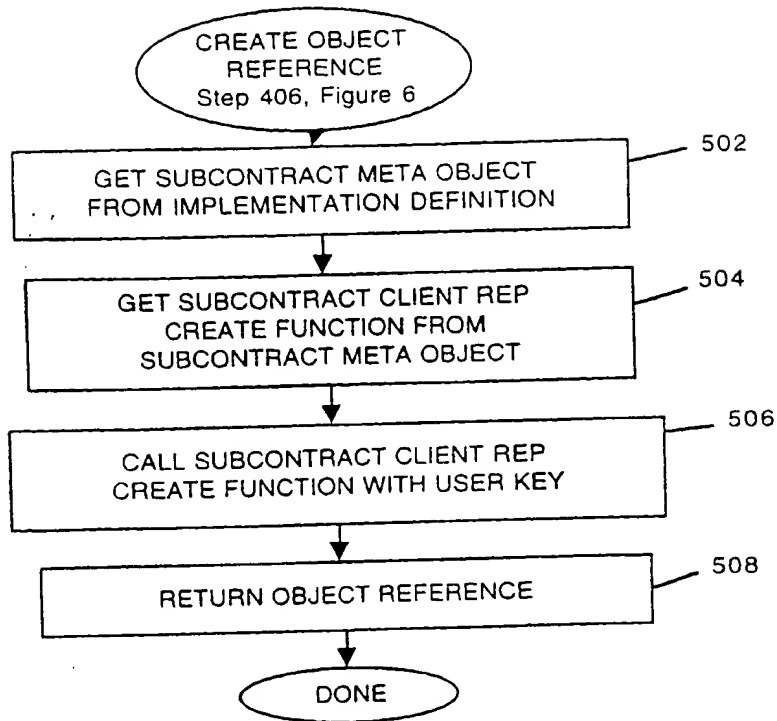 CREATE OBJECT
REFERENCE
Step 406, Figure 6
502
GET SUBCONTRACT META OBJECT
FROM IMPLEMENTATION DEFINITION
504
GET SUBCONTRACT CLIENT REP
CREATE FUNCTION FROM
SUBCONTRACT META OBJECT
506
CALL SUBCONTRACT CLIENT REP
CREATE FUNCTION WITH USER KEY
508
RETURN OBJECT REFERENCE
DONE